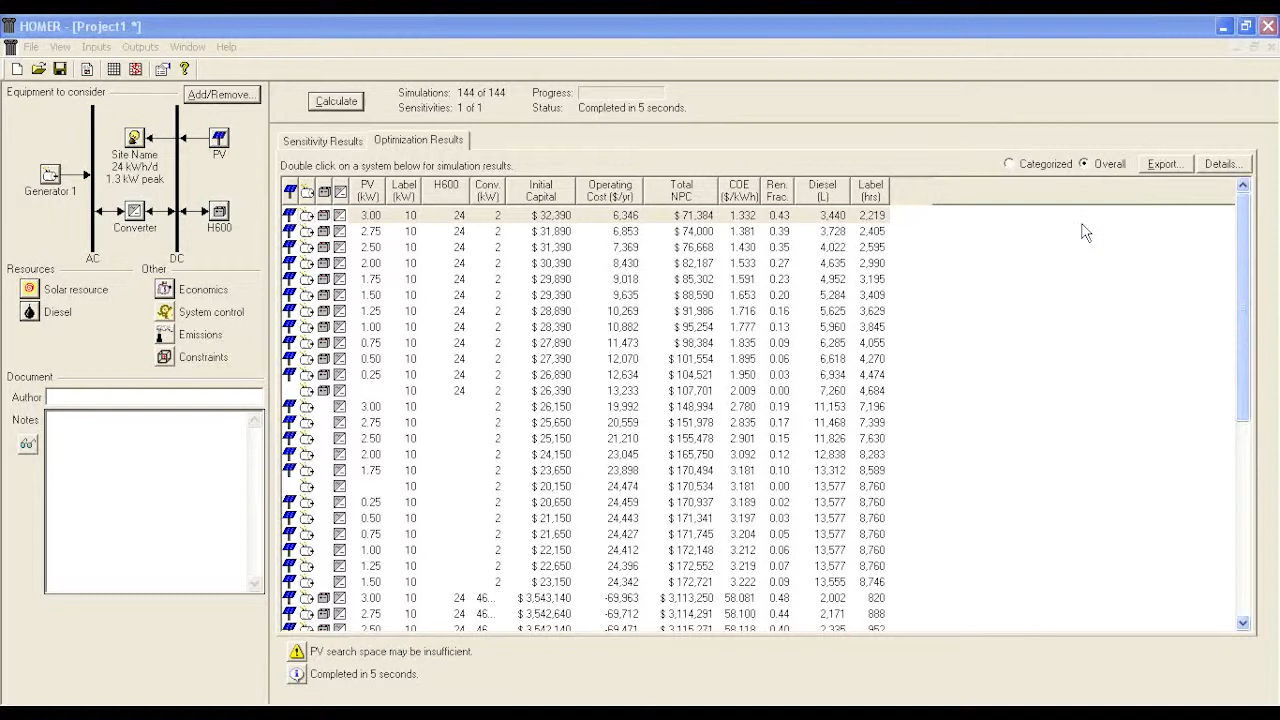 HOMER - [Project1 *]
File View Inputs Outputs Window Help
Equipment to consider Add/Remove...
Generator 1
Site Name
24 kWh/d
1.3 kW peak
PV
Converter
H600
AC DC
Resources Other
Solar resource Economics
Diesel System control
Emissions
Constraints
Document
Author
Notes
Calculate
Simulations: 144 of 144 Progress:
Sensitivities: 1 of 1 Status: Completed in 5 seconds.
Sensitivity Results Optimization Results
Double click on a system below for simulation results. Categorized Overall Export... Details...
PV (kW) Label (kW) H600 Conv. (kW) Initial Capital Operating Cost ($/yr) Total NPC COE ($/kWh) Ren. Frac. Diesel (L) Label (hrs)
3.00 10 24 2 $ 32,390 6,346 $ 71,384 1.332 0.43 3,440 2,219
2.75 10 24 2 $ 31,890 6,853 $ 74,000 1.381 0.39 3,728 2,405
2.50 10 24 2 $ 31,390 7,369 $ 76,668 1.430 0.35 4,022 2,595
2.00 10 24 2 $ 30,390 8,430 $ 82,187 1.533 0.27 4,635 2,990
1.75 10 24 2 $ 29,890 9,018 $ 85,302 1.591 0.23 4,952 3,195
1.50 10 24 2 $ 29,390 9,635 $ 88,590 1.653 0.20 5,284 3,409
1.25 10 24 2 $ 28,890 10,269 $ 91,986 1.716 0.16 5,625 3,629
1.00 10 24 2 $ 28,390 10,882 $ 95,254 1.777 0.13 5,960 3,845
0.75 10 24 2 $ 27,890 11,473 $ 98,384 1.835 0.09 6,285 4,055
0.50 10 24 2 $ 27,390 12,070 $ 101,554 1.895 0.06 6,618 4,270
0.25 10 24 2 $ 26,890 12,634 $ 104,521 1.950 0.03 6,934 4,474
10 24 2 $ 26,390 13,233 $ 107,701 2.009 0.00 7,260 4,684
3.00 10 2 $ 26,150 19,992 $ 148,994 2.780 0.19 11,153 7,196
2.75 10 2 $ 25,650 20,559 $ 151,978 2.835 0.17 11,468 7,399
2.50 10 2 $ 25,150 21,210 $ 155,478 2.901 0.15 11,826 7,630
2.00 10 2 $ 24,150 23,045 $ 165,750 3.092 0.12 12,838 8,283
1.75 10 2 $ 23,650 23,898 $ 170,494 3.181 0.10 13,312 8,589
10 2 $ 20,150 24,474 $ 170,534 3.181 0.00 13,577 8,760
0.25 10 2 $ 20,650 24,459 $ 170,937 3.189 0.02 13,577 8,760
0.50 10 2 $ 21,150 24,443 $ 171,341 3.197 0.03 13,577 8,760
0.75 10 2 $ 21,650 24,427 $ 171,745 3.204 0.05 13,577 8,760
1.00 10 2 $ 22,150 24,412 $ 172,148 3.212 0.06 13,577 8,760
1.25 10 2 $ 22,650 24,396 $ 172,552 3.219 0.07 13,577 8,760
1.50 10 2 $ 23,150 24,342 $ 172,721 3.222 0.09 13,555 8,746
3.00 10 24 46... $ 3,543,140 -69,963 $ 3,113,250 58.081 0.48 2,002 820
2.75 10 24 46... $ 3,542,640 -69,712 $ 3,114,291 58.100 0.44 2,171 888
2.50 10 24 46... $ 3,542,140 -69,471 $ 3,115,271 58.118 0.40 2,335 952
PV search space may be insufficient.
Completed in 5 seconds.